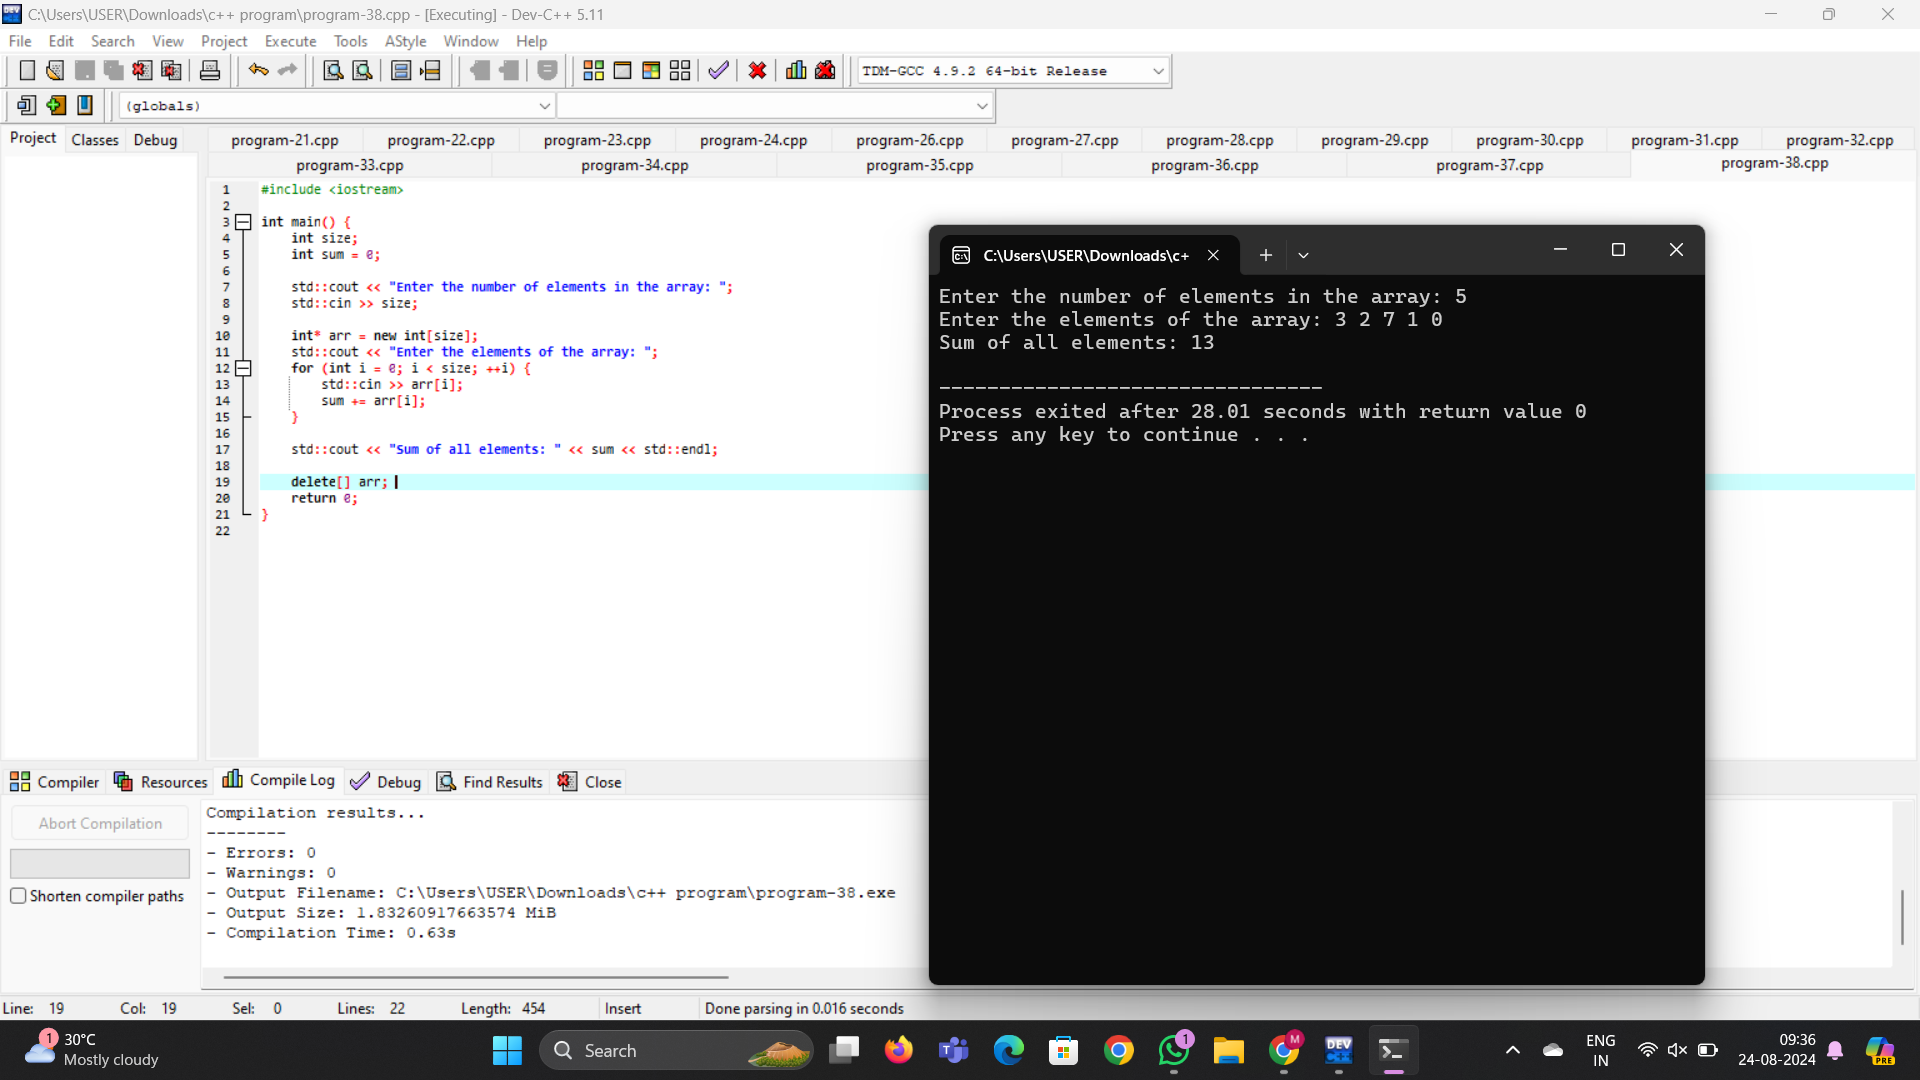 C:\Users\USER\Downloads\c++ program\program-38.cpp - [Executing] - Dev-C++ 5.11
File Edit Search View Project Execute Tools AStyle Window Help
TDM-GCC 4.9.2 64-bit Release
(globals)
Project Classes Debug
program-21.cpp program-22.cpp program-23.cpp program-24.cpp program-26.cpp program-27.cpp program-28.cpp program-29.cpp program-30.cpp program-31.cpp program-32.cpp
program-33.cpp program-34.cpp program-35.cpp program-36.cpp program-37.cpp program-38.cpp
1 #include <iostream>
2
3 int main() {
4 int size;
5 int sum = 0;
6
7 std::cout << "Enter the number of elements in the array: ";
8 std::cin >> size;
9
10 int* arr = new int[size];
11 std::cout << "Enter the elements of the array: ";
12 for (int i = 0; i < size; ++i) {
13 std::cin >> arr[i];
14 sum += arr[i];
15 }
16
17 std::cout << "Sum of all elements: " << sum << std::endl;
18
19 delete[] arr;
20 return 0;
21 }
22
C:\Users\USER\Downloads\c+
Enter the number of elements in the array: 5
Enter the elements of the array: 3 2 7 1 0
Sum of all elements: 13
--------------------------------
Process exited after 28.01 seconds with return value 0
Press any key to continue . . .
Compiler Resources Compile Log Debug Find Results Close
Abort Compilation
Shorten compiler paths
Compilation results...
--------
- Errors: 0
- Warnings: 0
- Output Filename: C:\Users\USER\Downloads\c++ program\program-38.exe
- Output Size: 1.83260917663574 MiB
- Compilation Time: 0.63s
Line: 19 Col: 19 Sel: 0 Lines: 22 Length: 454 Insert Done parsing in 0.016 seconds
1
30°C
Mostly cloudy
Search
1
M
DEV
ENG
IN
09:36
24-08-2024
PRE